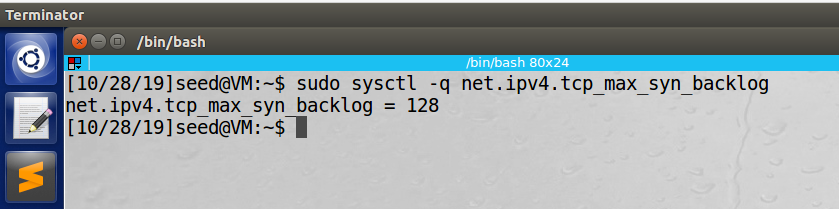 Terminator
/bin/bash
/bin/bash 80x24
[10/28/19]seed@VM:~$ sudo sysctl -q net.ipv4.tcp_max_syn_backlog
net.ipv4.tcp_max_syn_backlog = 128
[10/28/19]seed@VM:~$